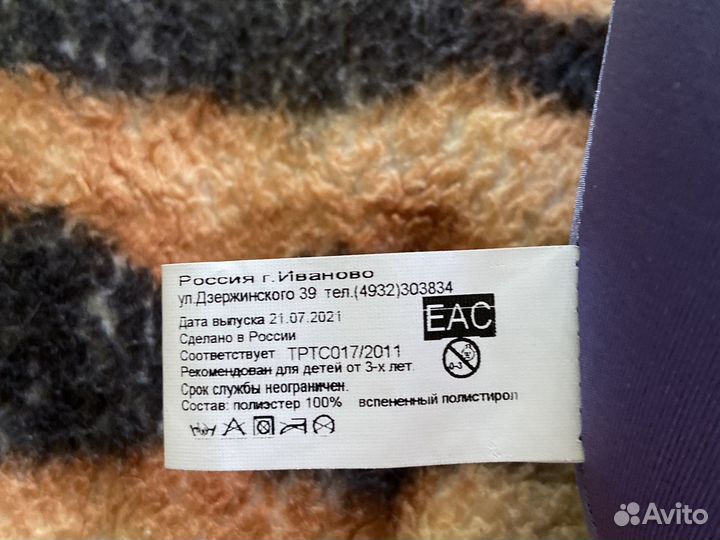 Россия г.Иваново
ул.Дзержинского 39 тел.(4932)303834
Дата выпуска 21.07.2021
Сделано в России
Соответствует ТРТС017/2011
Рекомендован для детей от 3-х лет.
Срок службы неограничен.
Состав: полиэстер 100% вспененный полистирол
EAC
0-3
Avito